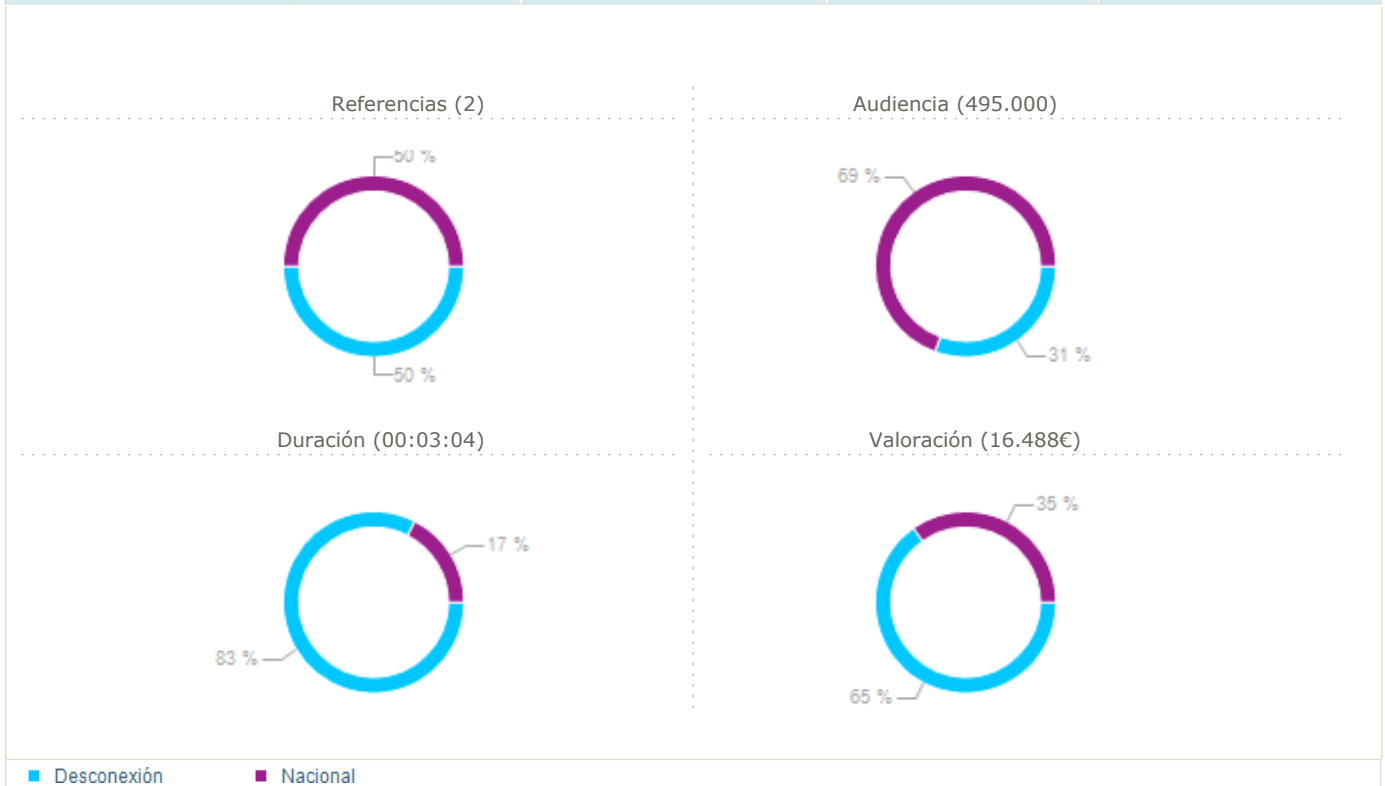 Referencias (2)
50 %
50 %
Audiencia (495.000)
69 %
31 %
Duración (00:03:04)
17 %
83 %
Valoración (16.488€)
35 %
65 %
Desconexión
Nacional